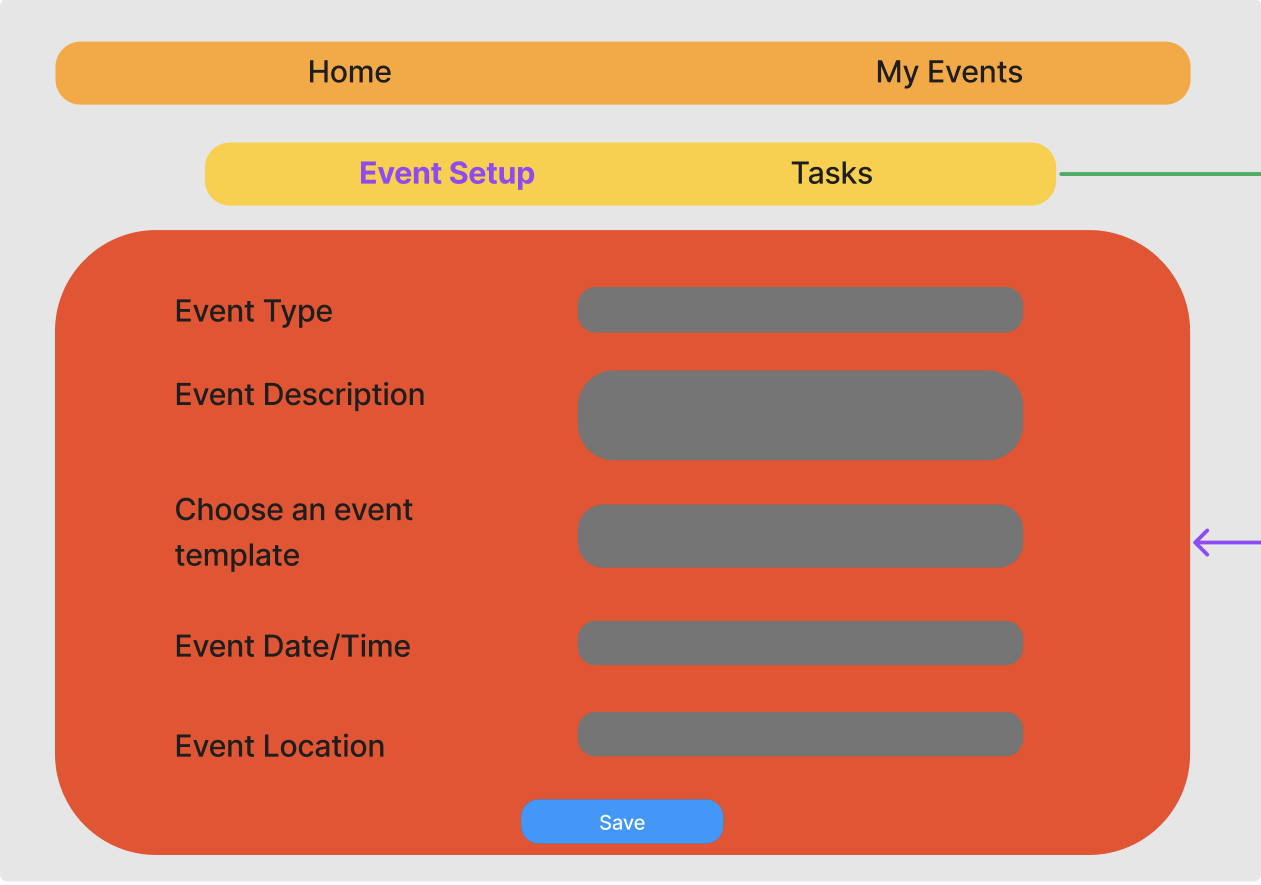 Home My Events
Event Setup Tasks
Event Type
Event Description
Choose an event
template
Event Date/Time
Event Location
Save